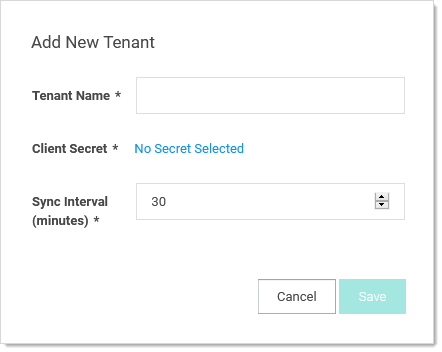 Add New Tenant
Tenant Name *
Client Secret * No Secret Selected
Sync Interval
(minutes) *
30
Cancel Save